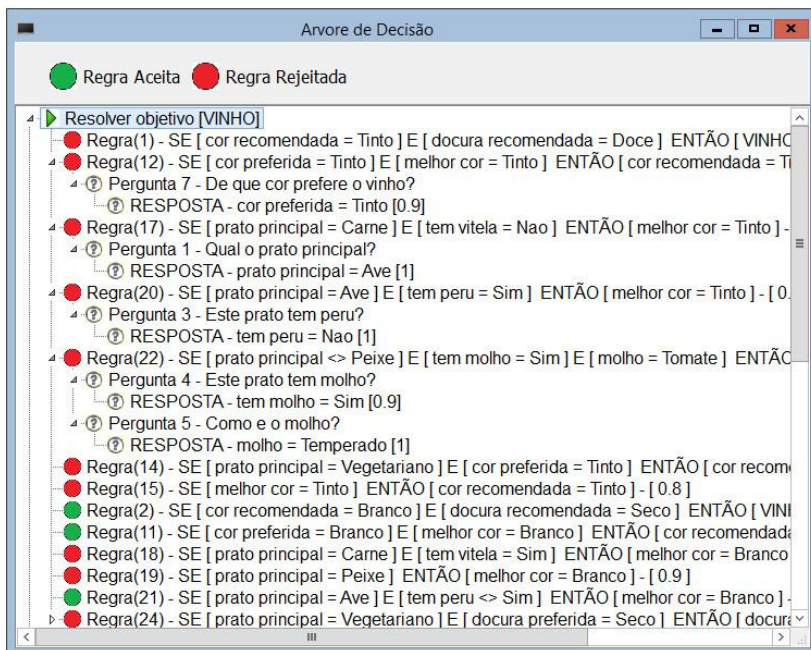 Arvore de Decisão
Regra Aceita Regra Rejeitada
Resolver objetivo [VINHO]
Regra(1) - SE [ cor recomendada = Tinto ] E [ docura recomendada = Doce ] ENTÃO [ VINHO
Regra(12) - SE [ cor preferida = Tinto ] E [ melhor cor = Tinto ] ENTÃO [ cor recomendada = Ti
Pergunta 7 - De que cor prefere o vinho?
RESPOSTA - cor preferida = Tinto [0.9]
Regra(17) - SE [ prato principal = Carne ] E [ tem vitela = Nao ] ENTÃO [ melhor cor = Tinto ] -
Pergunta 1 - Qual o prato principal?
RESPOSTA - prato principal = Ave [1]
Regra(20) - SE [ prato principal = Ave ] E [ tem peru = Sim ] ENTÃO [ melhor cor = Tinto ] - [ 0.
Pergunta 3 - Este prato tem peru?
RESPOSTA - tem peru = Nao [1]
Regra(22) - SE [ prato principal <> Peixe ] E [ tem molho = Sim ] E [ molho = Tomate ] ENTÃO
Pergunta 4 - Este prato tem molho?
RESPOSTA - tem molho = Sim [0.9]
Pergunta 5 - Como e o molho?
RESPOSTA - molho = Temperado [1]
Regra(14) - SE [ prato principal = Vegetariano ] E [ cor preferida = Tinto ] ENTÃO [ cor recom
Regra(15) - SE [ melhor cor = Tinto ] ENTÃO [ cor recomendada = Tinto ] - [ 0.8 ]
Regra(2) - SE [ cor recomendada = Branco ] E [ docura recomendada = Seco ] ENTÃO [ VIN
Regra(11) - SE [ cor preferida = Branco ] E [ melhor cor = Branco ] ENTÃO [ cor recomendada
Regra(18) - SE [ prato principal = Carne ] E [ tem vitela = Sim ] ENTÃO [ melhor cor = Branco
Regra(19) - SE [ prato principal = Peixe ] ENTÃO [ melhor cor = Branco ] - [ 0.9 ]
Regra(21) - SE [ prato principal = Ave ] E [ tem peru <> Sim ] ENTÃO [ melhor cor = Branco ] -
Regra(24) - SE [ prato principal = Vegetariano ] E [ docura preferida = Seco ] ENTÃO [ docura